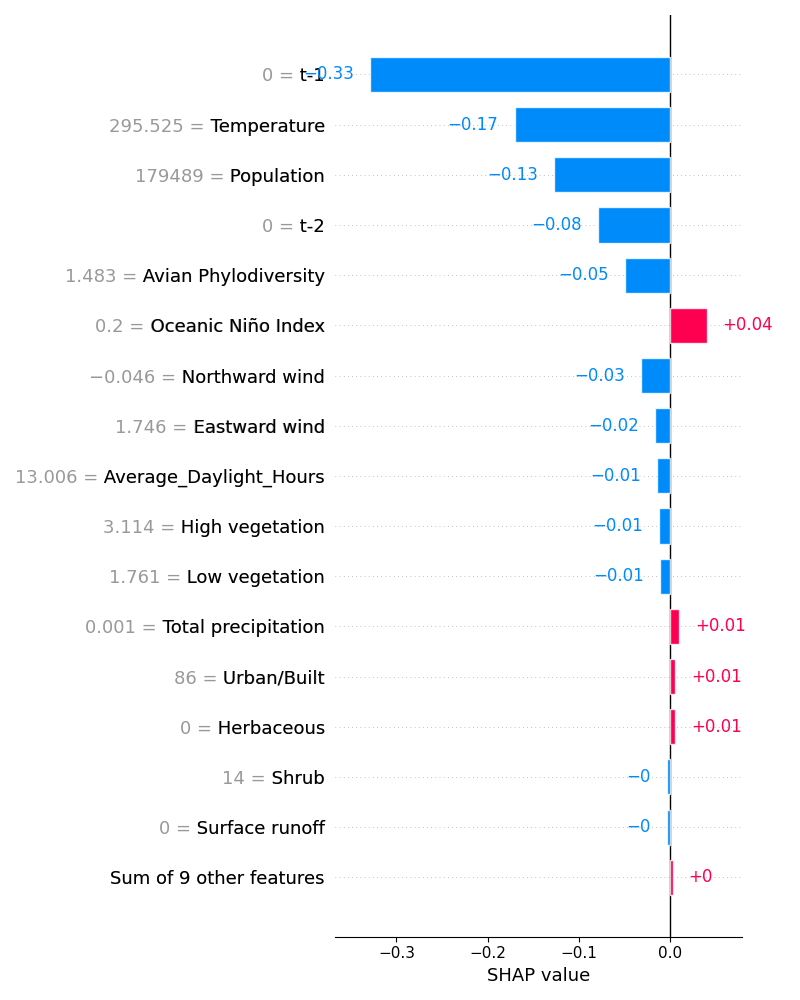 0 = t-1 −0.33
295.525 = Temperature −0.17
179489 = Population −0.13
0 = t-2 −0.08
1.483 = Avian Phylodiversity −0.05
0.2 = Oceanic Niño Index +0.04
−0.046 = Northward wind −0.03
1.746 = Eastward wind −0.02
13.006 = Average_Daylight_Hours −0.01
3.114 = High vegetation −0.01
1.761 = Low vegetation −0.01
0.001 = Total precipitation +0.01
86 = Urban/Built +0.01
0 = Herbaceous +0.01
14 = Shrub −0
0 = Surface runoff −0
Sum of 9 other features +0
−0.3 −0.2 −0.1 0.0
SHAP value